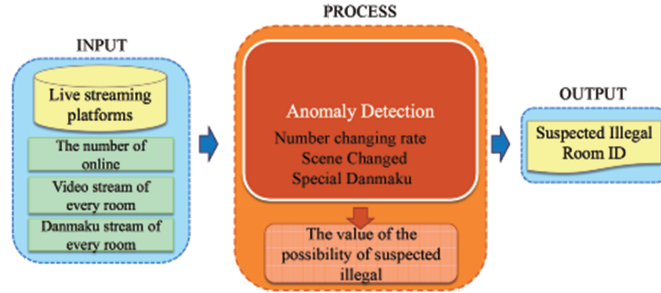 INPUT
Live streaming
platforms
The number of
online
Video stream of
every room
Danmaku stream of
every room
PROCESS
Anomaly Detection
Number changing rate
Scene Changed
Special Danmaku
The value of the
possibility of suspected
illegal
OUTPUT
Suspected Illegal
Room ID